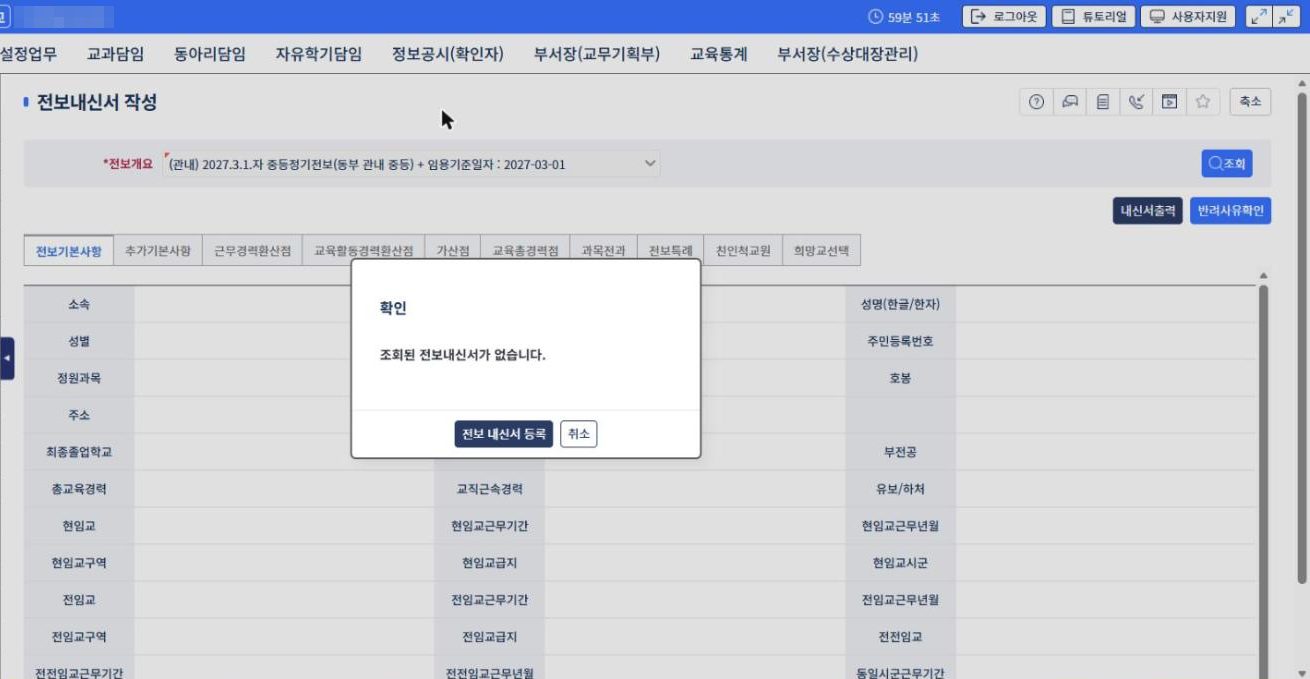 59분 51초 로그아웃 튜토리얼 사용자지원
설정업무 교과담임 동아리담임 자유학기담임 정보공시(확인자) 부서장(교무기획부) 교육통계 부서장(수상대장관리)
전보내신서 작성 축소
*전보개요 (관내) 2027.3.1.자 중등정기전보(동부 관내 중등) + 임용기준일자 : 2027-03-01 조회
내신서출력 반려사유확인
전보기본사항 추가기본사항 근무경력환산점 교육활동경력환산점 가산점 교육총경력점 과목전과 전보특례 친인척교원 희망교선택
확인
조회된 전보내신서가 없습니다.
전보 내신서 등록 취소
소속 성명(한글/한자)
성별 주민등록번호
정원과목 호봉
주소
최종졸업학교 부전공
총교육경력 교직근속경력 유보/하처
현임교 현임교근무기간 현임교근무년월
현임교구역 현임교급지 현임교시군
전임교 전임교근무기간 전임교근무년월
전임교구역 전임교급지 전전임교
전전임교근무기간 전전임교근무년월 동일시군근무기간